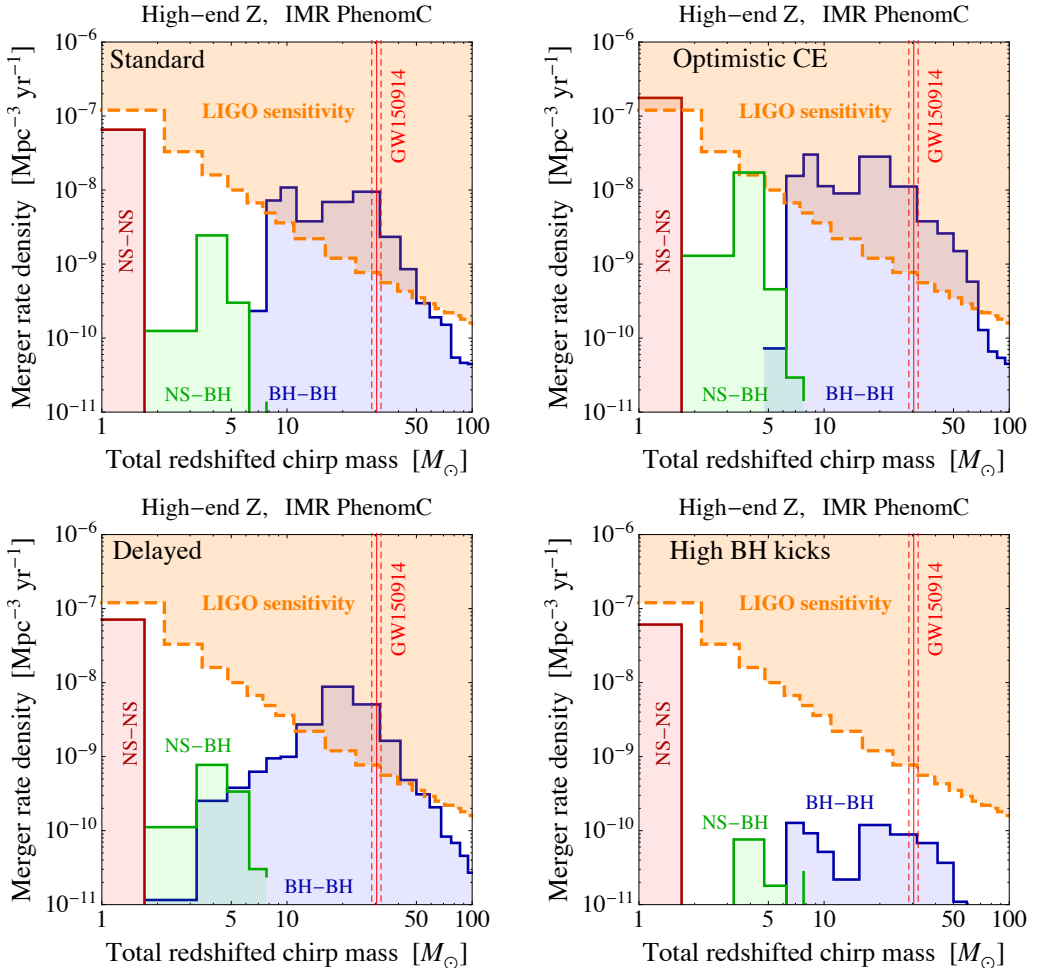 High−end Z, IMR PhenomC
Standard
LIGO sensitivity
GW150914
NS−NS
NS−BH
BH−BH
Merger rate density [Mpc⁻³ yr⁻¹]
10⁻⁶
10⁻⁷
10⁻⁸
10⁻⁹
10⁻¹⁰
10⁻¹¹
1 5 10 50 100
Total redshifted chirp mass [M⊙]
High−end Z, IMR PhenomC
Optimistic CE
LIGO sensitivity
GW150914
NS−NS
NS−BH
BH−BH
Merger rate density [Mpc⁻³ yr⁻¹]
10⁻⁶
10⁻⁷
10⁻⁸
10⁻⁹
10⁻¹⁰
10⁻¹¹
1 5 10 50 100
Total redshifted chirp mass [M⊙]
High−end Z, IMR PhenomC
Delayed
LIGO sensitivity
GW150914
NS−NS
NS−BH
BH−BH
Merger rate density [Mpc⁻³ yr⁻¹]
10⁻⁶
10⁻⁷
10⁻⁸
10⁻⁹
10⁻¹⁰
10⁻¹¹
1 5 10 50 100
Total redshifted chirp mass [M⊙]
High−end Z, IMR PhenomC
High BH kicks
LIGO sensitivity
GW150914
NS−NS
BH−BH
NS−BH
Merger rate density [Mpc⁻³ yr⁻¹]
10⁻⁶
10⁻⁷
10⁻⁸
10⁻⁹
10⁻¹⁰
10⁻¹¹
1 5 10 50 100
Total redshifted chirp mass [M⊙]